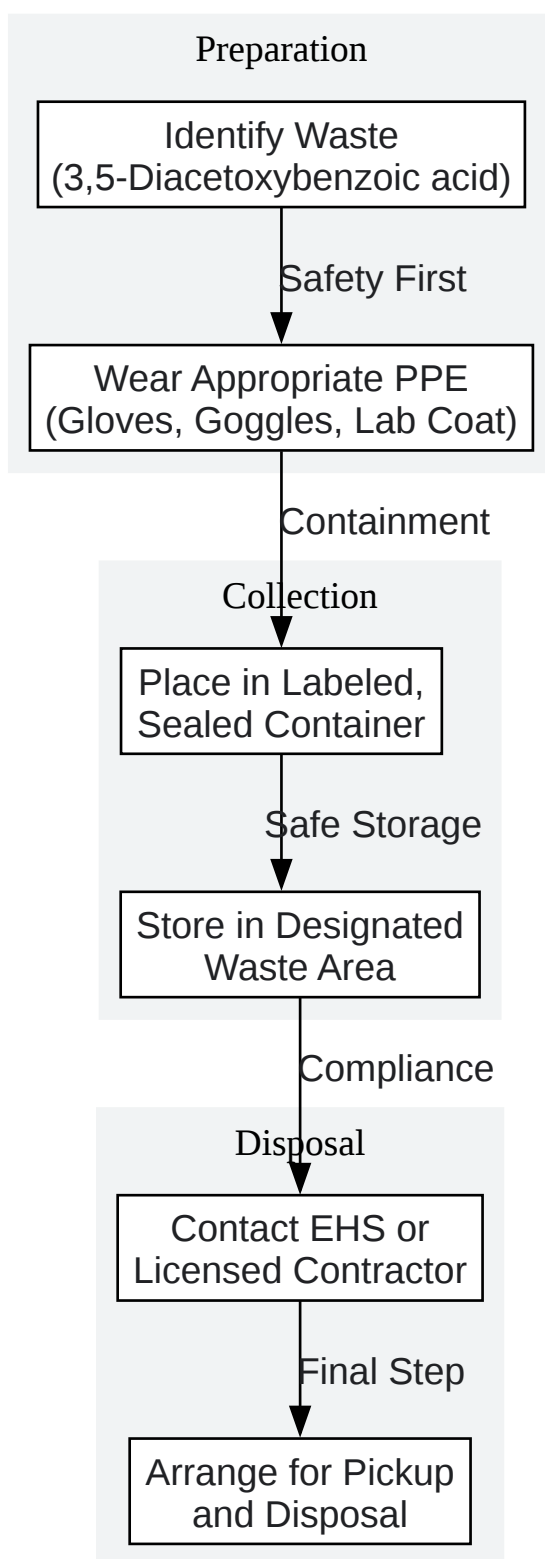 Preparation
Identify Waste
(3,5-Diacetoxybenzoic acid)
Safety First
Wear Appropriate PPE
(Gloves, Goggles, Lab Coat)
Containment
Collection
Place in Labeled,
Sealed Container
Safe Storage
Store in Designated
Waste Area
Compliance
Disposal
Contact EHS or
Licensed Contractor
Final Step
Arrange for Pickup
and Disposal